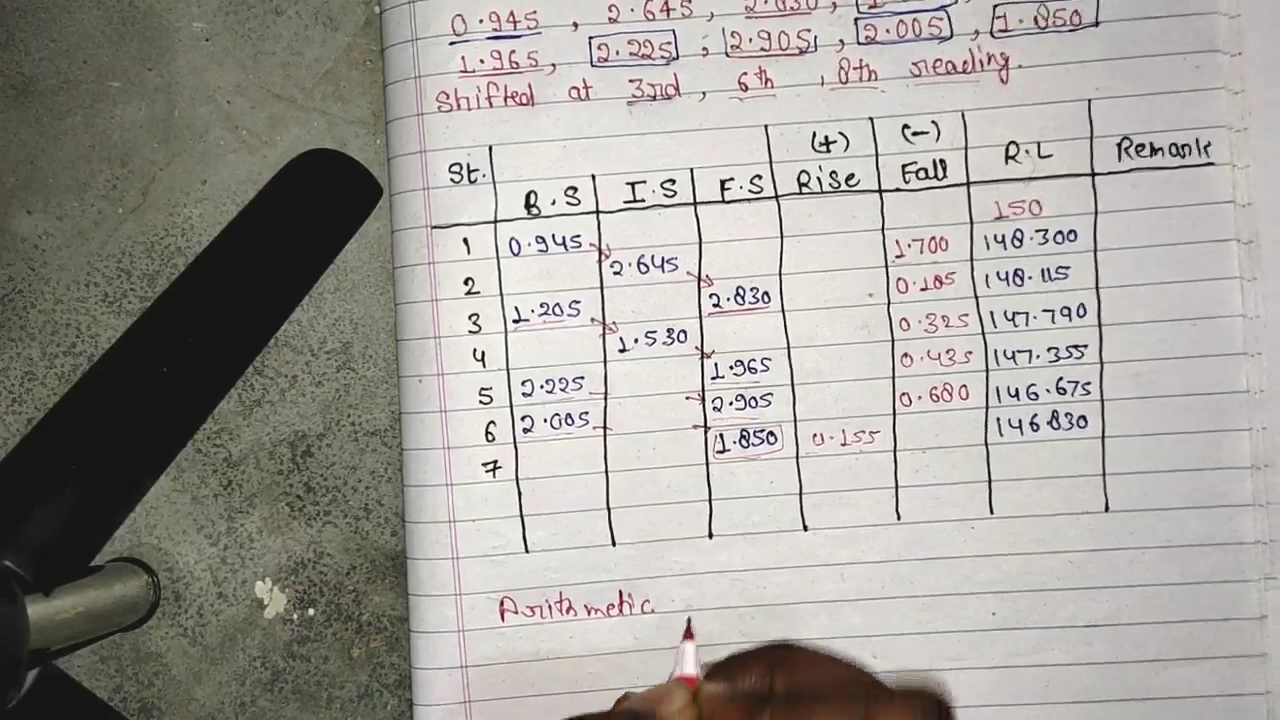 0.945 , 2.645, 2.830,
1.965, 2.225 , 2.905 , 2.005 , 1.850
Shifted at 3rd, 6th , 8th reading.
St. B.S I.S F.S (+) Rise (-) Fall R.L Remark
150
1 0.945 1.700 148.300
2.645
2 0.185 148.115
2.830
3 1.205 0.325 147.790
1.530
4 0.435 147.355
1.965
5 2.225 0.680 146.675
2.905
6 2.005 146.830
1.850 0.155
7
Arithmetic